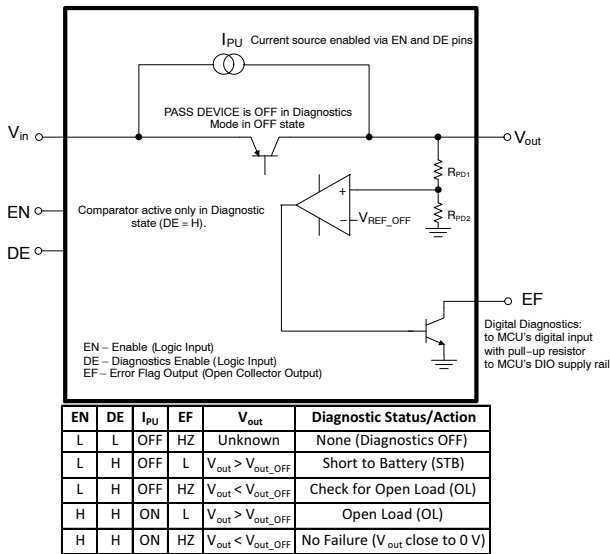 I_PU Current source enabled via EN and DE pins
PASS DEVICE is OFF in Diagnostics
Mode in OFF state
V_in
V_out
R_PD1
+
Comparator active only in Diagnostic
state (DE = H).
− V_REF_OFF
R_PD2
EN
DE
EF
Digital Diagnostics:
to MCU's digital input
with pull−up resistor
to MCU's DIO supply rail
EN – Enable (Logic Input)
DE – Diagnostics Enable (Logic Input)
EF – Error Flag Output (Open Collector Output)
EN DE I_PU EF V_out Diagnostic Status/Action
L L OFF HZ Unknown None (Diagnostics OFF)
L H OFF L V_out > V_out_OFF Short to Battery (STB)
L H OFF HZ V_out < V_out_OFF Check for Open Load (OL)
H H ON L V_out > V_out_OFF Open Load (OL)
H H ON HZ V_out < V_out_OFF No Failure (V_out close to 0 V)